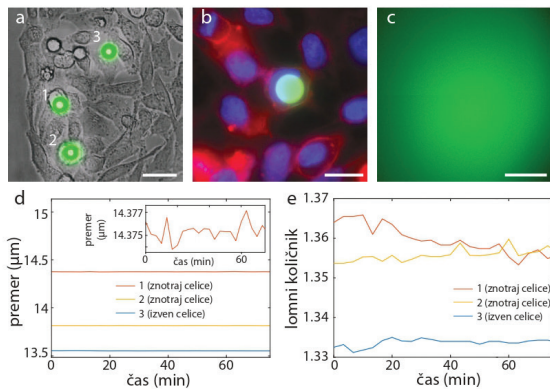 a
3
1
2
b
c
d
15
14.5
14
13.5
premer (µm)
0
20
40
60
čas (min)
14.377
14.375
premer
(µm)
0
60
čas (min)
1 (znotraj celice)
2 (znotraj celice)
3 (izven celice)
e
1.37
1.36
1.35
1.34
1.33
lomni količnik
0
20
40
60
čas (min)
1 (znotraj celice)
2 (znotraj celice)
3 (izven celice)